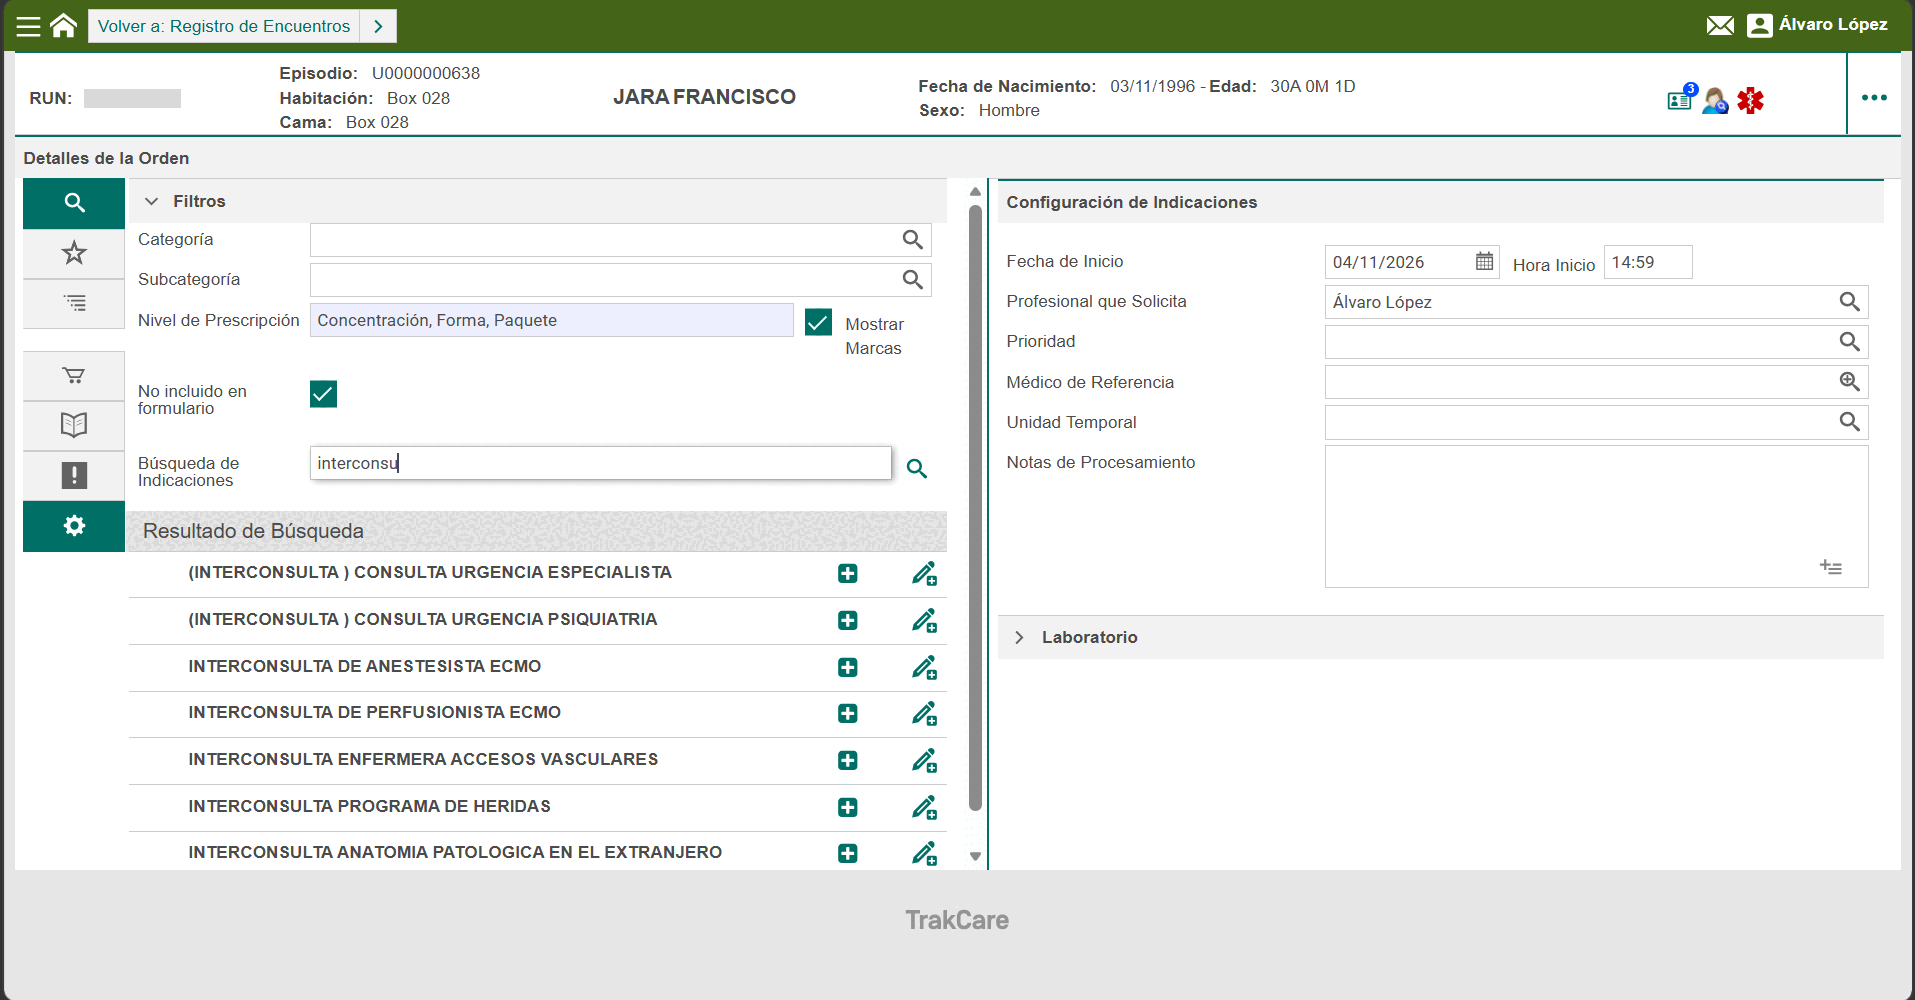 Volver a: Registro de Encuentros
Álvaro López
RUN:
Episodio: U0000000638
Habitación: Box 028
Cama: Box 028
JARA FRANCISCO
Fecha de Nacimiento: 03/11/1996 - Edad: 30A 0M 1D
Sexo: Hombre
3
Detalles de la Orden
Filtros
Categoría
Subcategoría
Nivel de Prescripción Concentración, Forma, Paquete
Mostrar
Marcas
No incluido en
formulario
Búsqueda de
Indicaciones
interconsu
Resultado de Búsqueda
(INTERCONSULTA ) CONSULTA URGENCIA ESPECIALISTA
(INTERCONSULTA ) CONSULTA URGENCIA PSIQUIATRIA
INTERCONSULTA DE ANESTESISTA ECMO
INTERCONSULTA DE PERFUSIONISTA ECMO
INTERCONSULTA ENFERMERA ACCESOS VASCULARES
INTERCONSULTA PROGRAMA DE HERIDAS
INTERCONSULTA ANATOMIA PATOLOGICA EN EL EXTRANJERO
Configuración de Indicaciones
Fecha de Inicio 04/11/2026 Hora Inicio 14:59
Profesional que Solicita Álvaro López
Prioridad
Médico de Referencia
Unidad Temporal
Notas de Procesamiento
Laboratorio
TrakCare